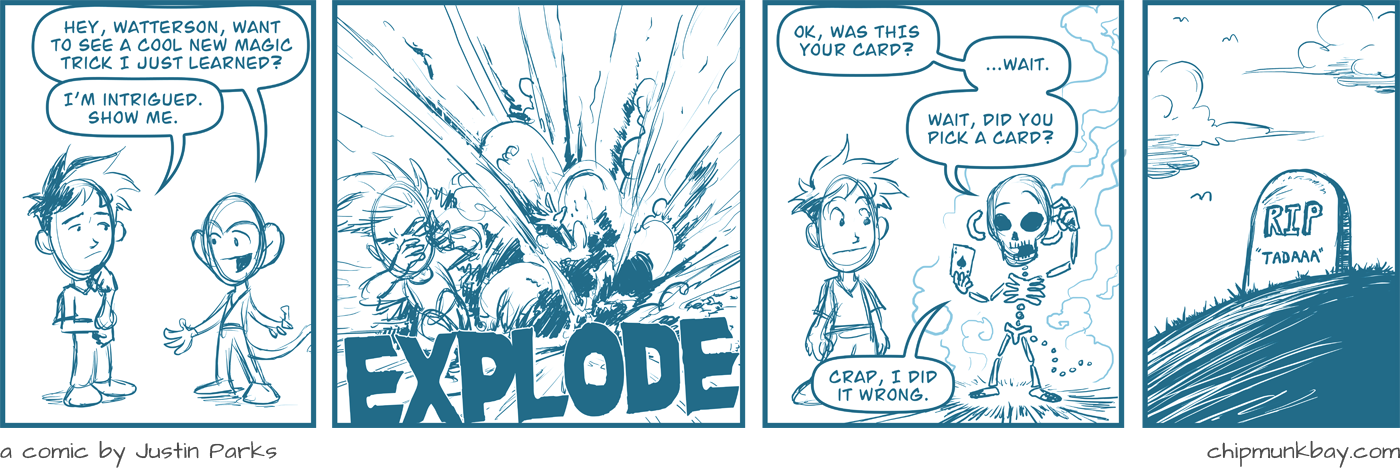 HEY, WATTERSON, WANT
TO SEE A COOL NEW MAGIC
TRICK I JUST LEARNED?
I'M INTRIGUED.
SHOW ME.
EXPLODE
OK, WAS THIS
YOUR CARD?
...WAIT.
WAIT, DID YOU
PICK A CARD?
CRAP, I DID
IT WRONG.
RIP
"TADAAA"
a comic by Justin Parks
chipmunkbay.com